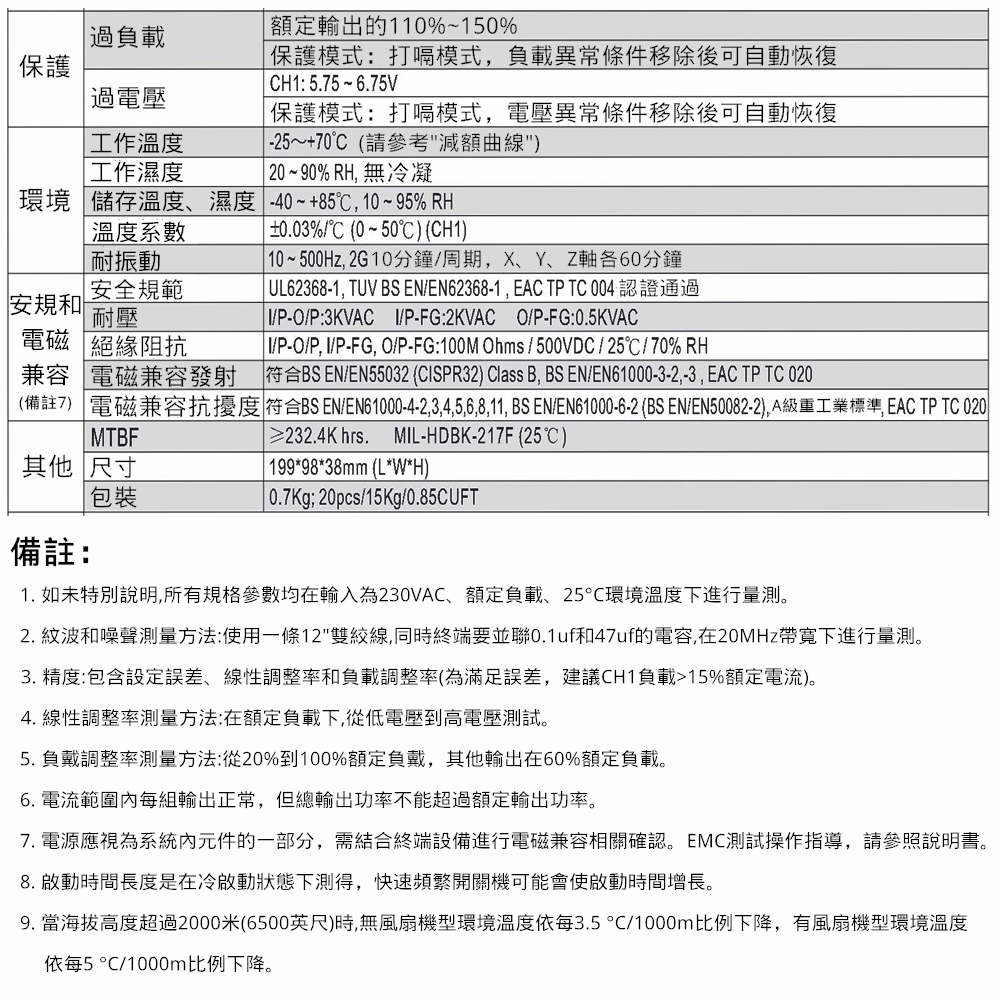 保護
過負載
額定輸出的110%~150%
保護模式：打嗝模式，負載異常條件移除後可自動恢復
過電壓
CH1: 5.75 ~ 6.75V
保護模式：打嗝模式，電壓異常條件移除後可自動恢復
環境
工作溫度
-25～+70℃ (請參考"減額曲線")
工作濕度
20 ~ 90% RH, 無冷凝
儲存溫度、濕度
-40 ~ +85℃, 10 ~ 95% RH
溫度系數
±0.03%/℃ (0 ~ 50℃) (CH1)
耐振動
10 ~ 500Hz, 2G 10分鐘/周期，X、Y、Z軸各60分鐘
安規和
電磁
兼容
(備註7)
安全規範
UL62368-1, TUV BS EN/EN62368-1 , EAC TP TC 004 認證通過
耐壓
I/P-O/P:3KVAC I/P-FG:2KVAC O/P-FG:0.5KVAC
絕緣阻抗
I/P-O/P, I/P-FG, O/P-FG:100M Ohms / 500VDC / 25℃/ 70% RH
電磁兼容發射
符合BS EN/EN55032 (CISPR32) Class B, BS EN/EN61000-3-2,-3 , EAC TP TC 020
電磁兼容抗擾度
符合BS EN/EN61000-4-2,3,4,5,6,8,11, BS EN/EN61000-6-2 (BS EN/EN50082-2), A級重工業標準, EAC TP TC 020
其他
MTBF
≥232.4K hrs. MIL-HDBK-217F (25℃)
尺寸
199*98*38mm (L*W*H)
包裝
0.7Kg; 20pcs/15Kg/0.85CUFT
備註:
1. 如未特別說明,所有規格參數均在輸入為230VAC、額定負載、25°C環境溫度下進行量測。
2. 紋波和噪聲測量方法:使用一條12"雙絞線,同時終端要並聯0.1uf和47uf的電容,在20MHz帶寬下進行量測。
3. 精度:包含設定誤差、線性調整率和負載調整率(為滿足誤差，建議CH1負載>15%額定電流)。
4. 線性調整率測量方法:在額定負載下,從低電壓到高電壓測試。
5. 負戴調整率測量方法:從20%到100%額定負戴，其他輸出在60%額定負載。
6. 電流範圍內每組輸出正常，但總輸出功率不能超過額定輸出功率。
7. 電源應視為系統內元件的一部分，需結合終端設備進行電磁兼容相關確認。EMC測試操作指導，請參照說明書。
8. 啟動時間長度是在冷啟動狀態下測得，快速頻繁開關機可能會使啟動時間增長。
9. 當海拔高度超過2000米(6500英尺)時,無風扇機型環境溫度依每3.5 °C/1000m比例下降，有風扇機型環境溫度
依每5 °C/1000m比例下降。